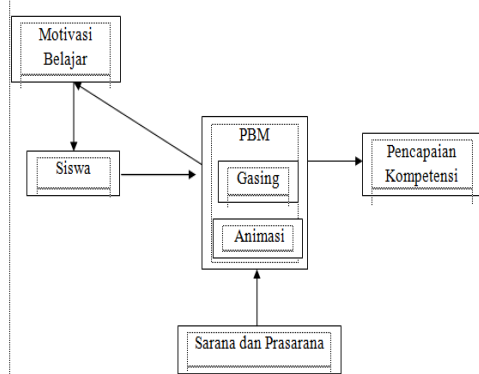 Motivasi
Belajar
PBM
Siswa
Gasing
Pencapaian
Kompetensi
Animasi
Sarana dan Prasarana